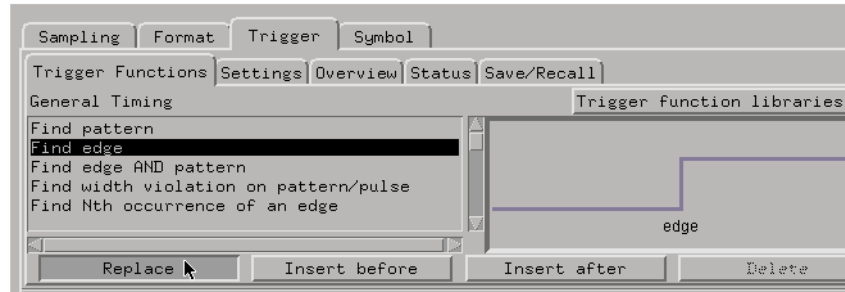 Sampling Format Trigger Symbol
Trigger Functions Settings Overview Status Save/Recall
General Timing Trigger function libraries
Find pattern
Find edge
Find edge AND pattern
Find width violation on pattern/pulse
Find Nth occurrence of an edge
edge
Replace Insert before Insert after Delete